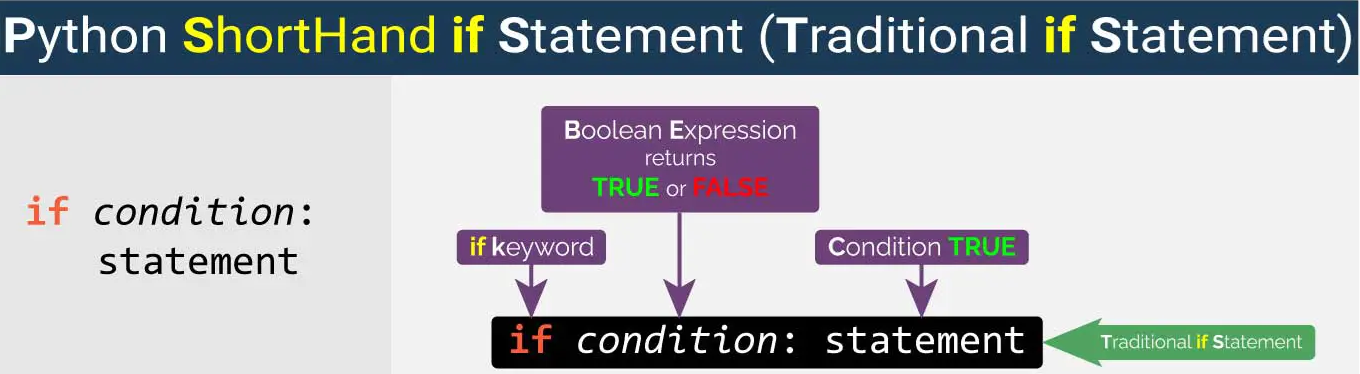 Python ShortHand if Statement (Traditional if Statement)
if condition:
statement
Boolean Expression
returns
TRUE or FALSE
if keyword
Condition TRUE
if condition: statement
Traditional if Statement